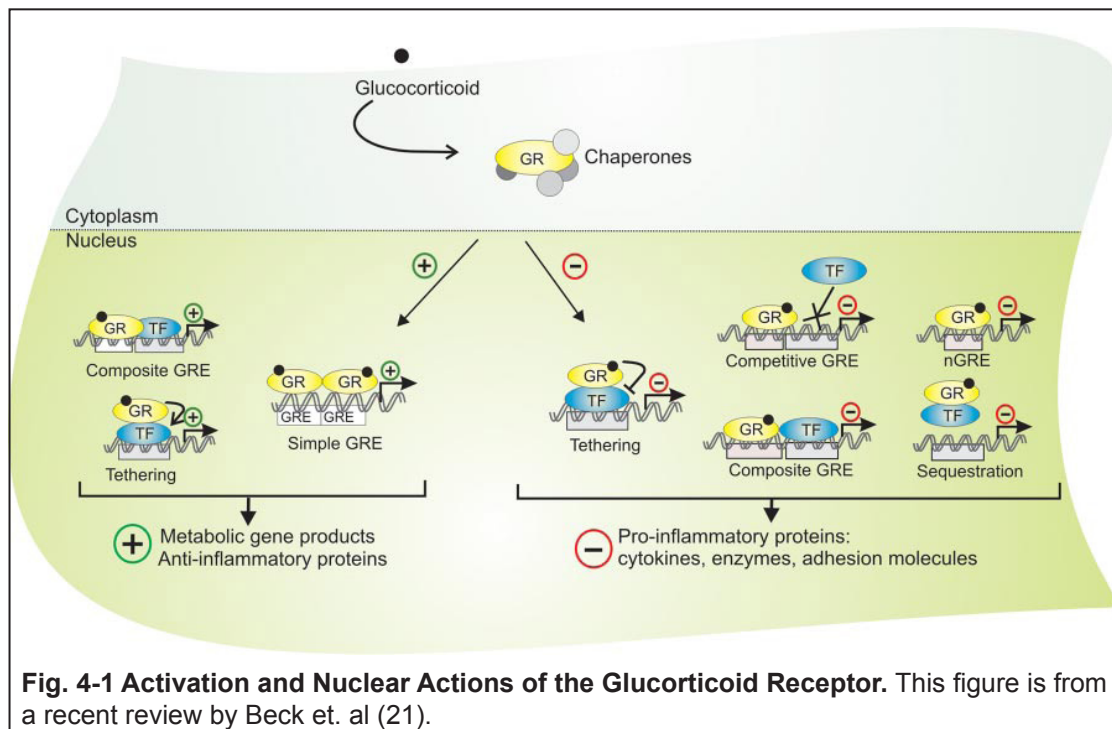 Glucocorticoid
GR
Chaperones
Cytoplasm
Nucleus
+
−
GR TF +
Composite GRE
GR
TF
+
Tethering
GR GR +
GRE GRE
Simple GRE
GR
TF
−
Tethering
TF
GR −
Competitive GRE
GR TF −
Composite GRE
GR −
nGRE
GR
TF
−
Sequestration
+ Metabolic gene products
Anti-inflammatory proteins
− Pro-inflammatory proteins:
cytokines, enzymes, adhesion molecules
Fig. 4-1 Activation and Nuclear Actions of the Glucorticoid Receptor. This figure is from
a recent review by Beck et. al (21).